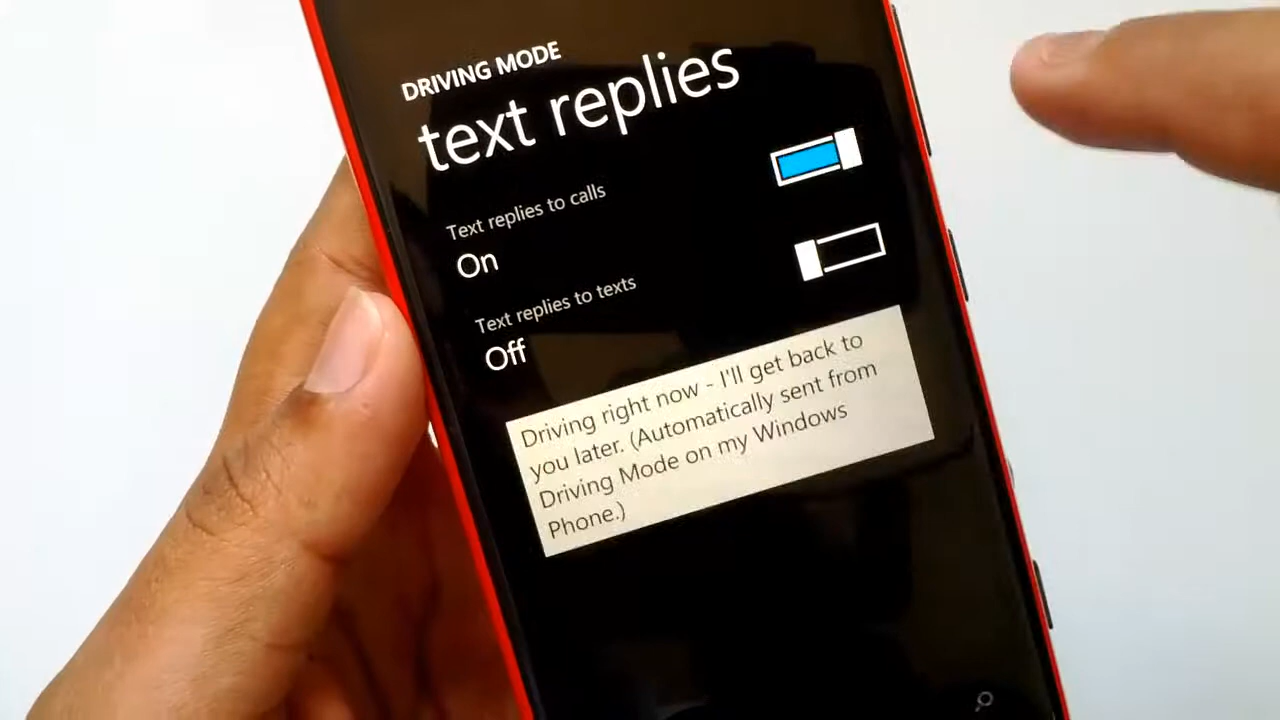 DRIVING MODE
text replies
Text replies to calls
On
Text replies to texts
Off
Driving right now - I'll get back to
you later. (Automatically sent from
Driving Mode on my Windows
Phone.)